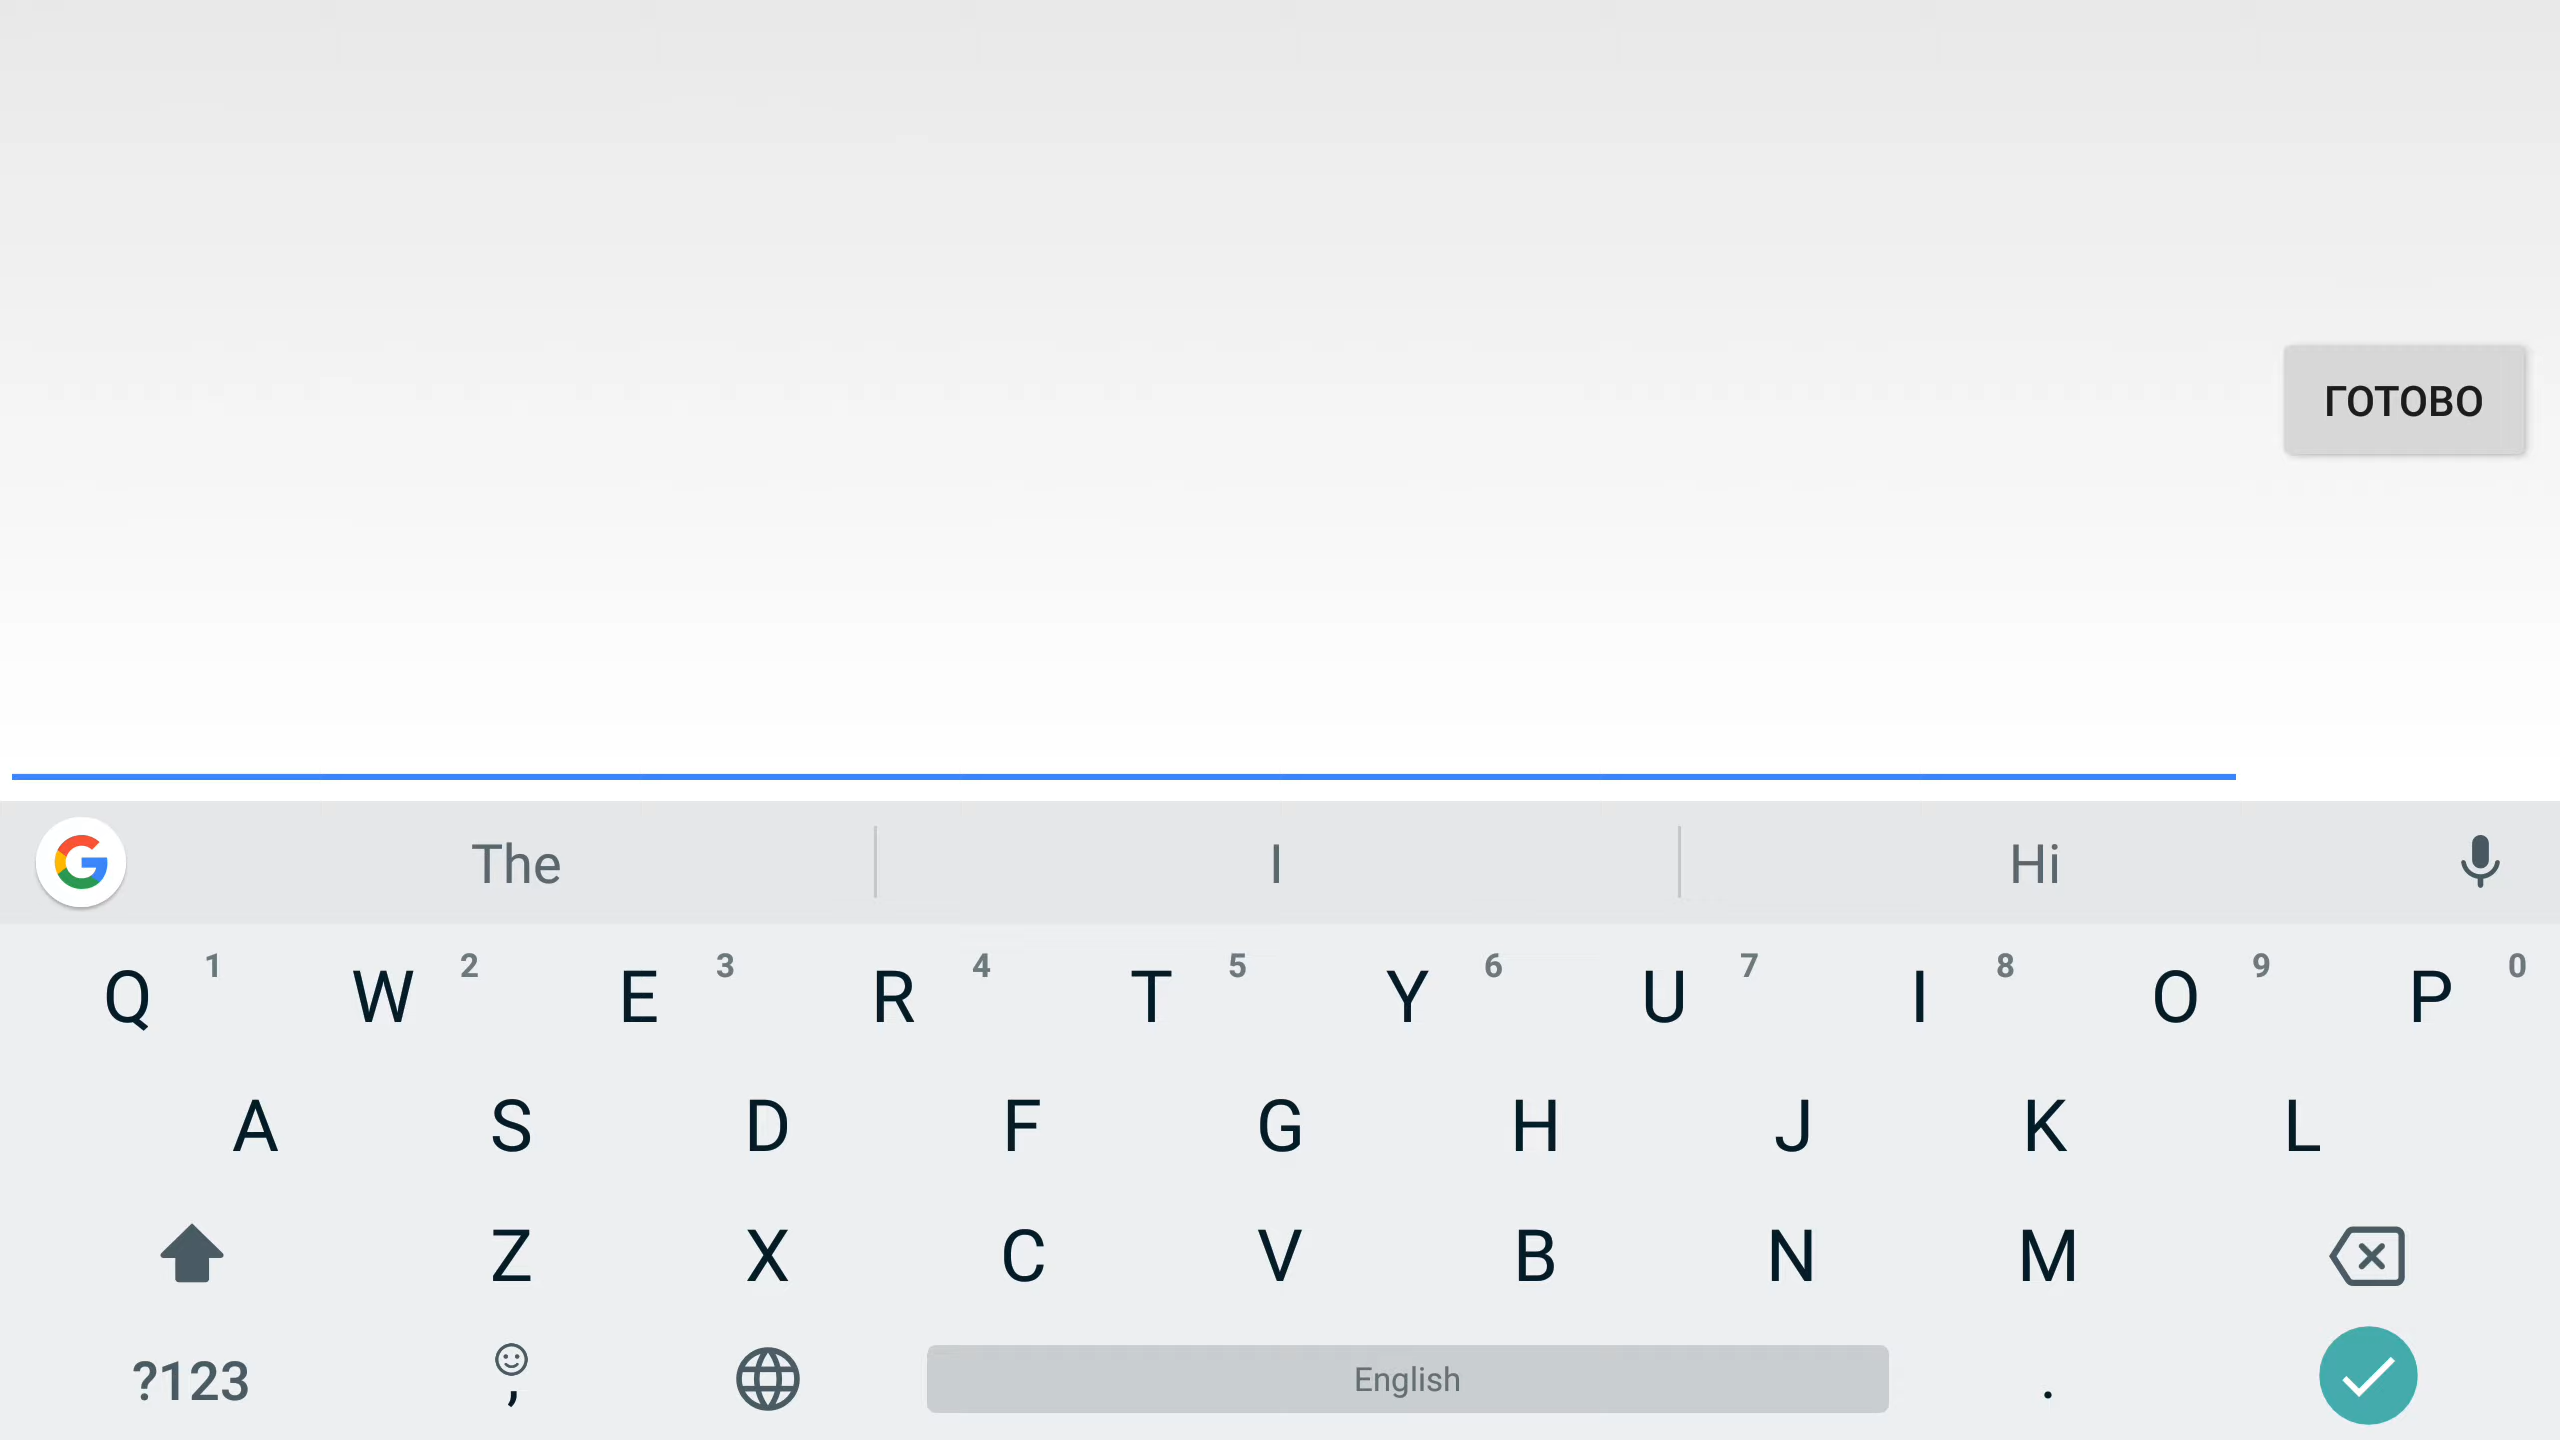 ГОТОВО
The I Hi
Q 1 W 2 E 3 R 4 T 5 Y 6 U 7 I 8 O 9 P 0
A S D F G H J K L
Z X C V B N M
?123 , English .